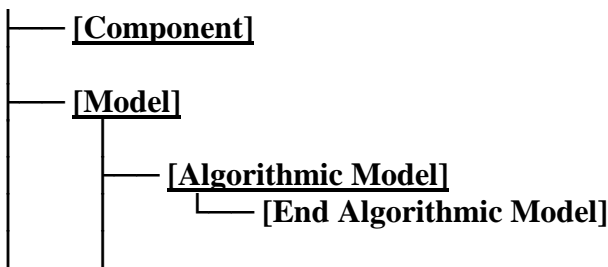 [Component]
[Model]
[Algorithmic Model]
[End Algorithmic Model]